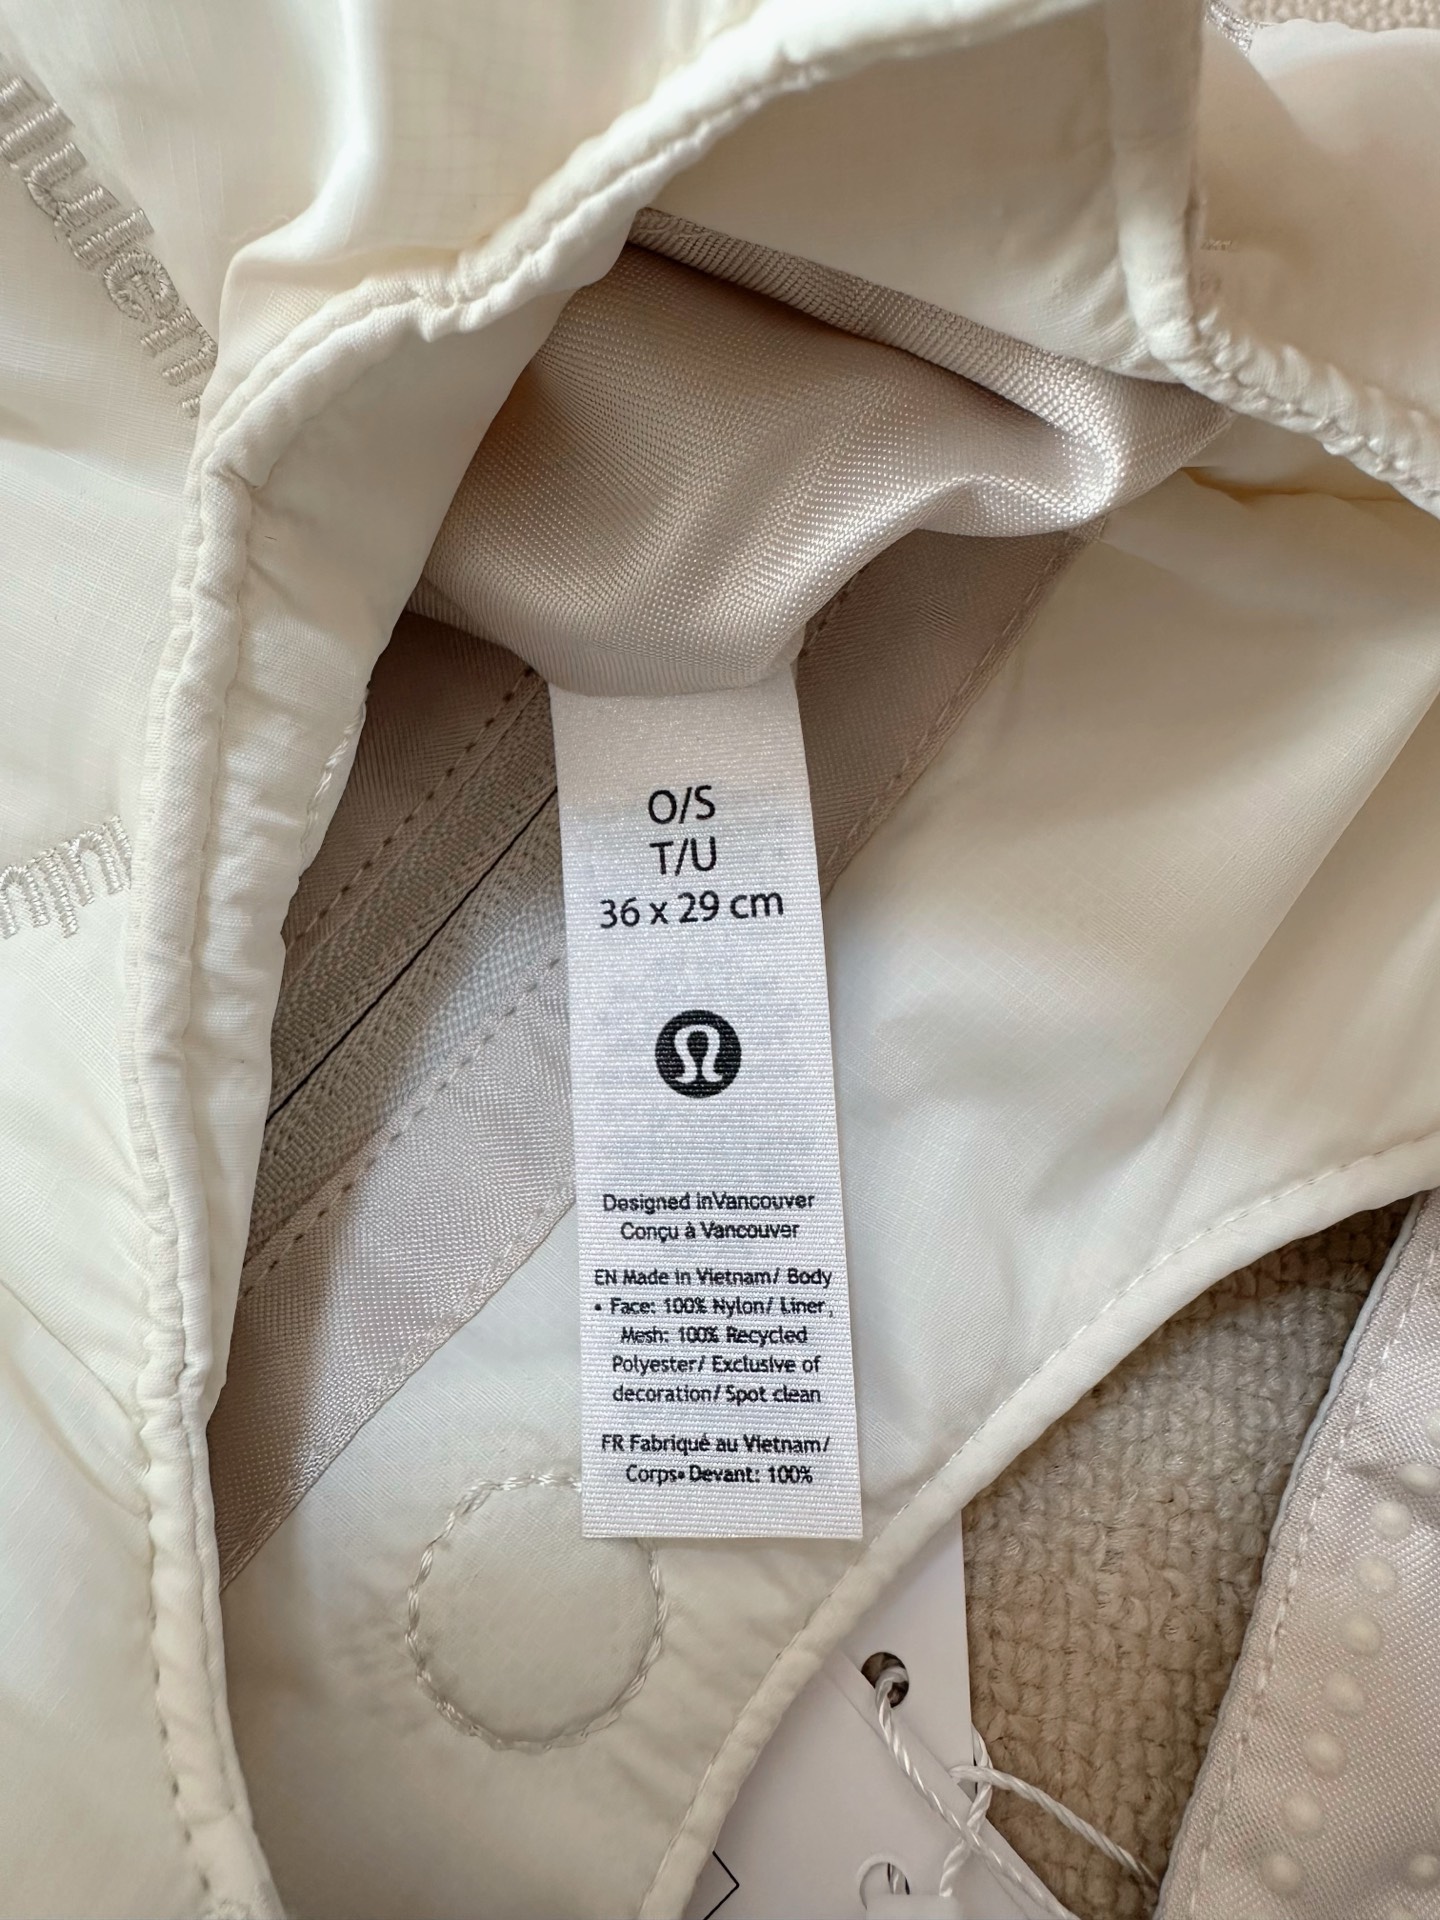 O/S
T/U
36 x 29 cm
Designed inVancouver
Conçu à Vancouver
EN Made in Vietnam/ Body
• Face: 100% Nylon/ Liner,
Mesh: 100% Recycled
Polyester/ Exclusive of
decoration/ Spot clean
FR Fabriqué au Vietnam/
Corps• Devant: 100%